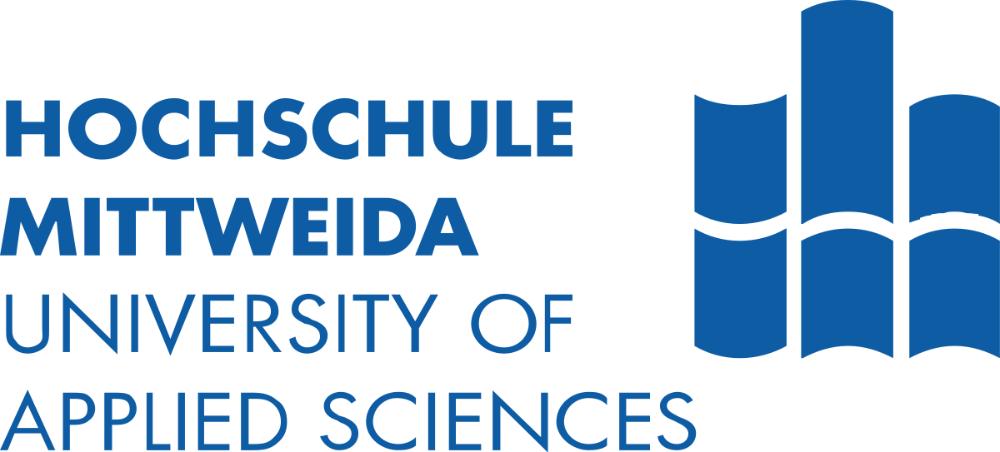 HOCHSCHULE
MITTWEIDA
UNIVERSITY OF
APPLIED SCIENCES